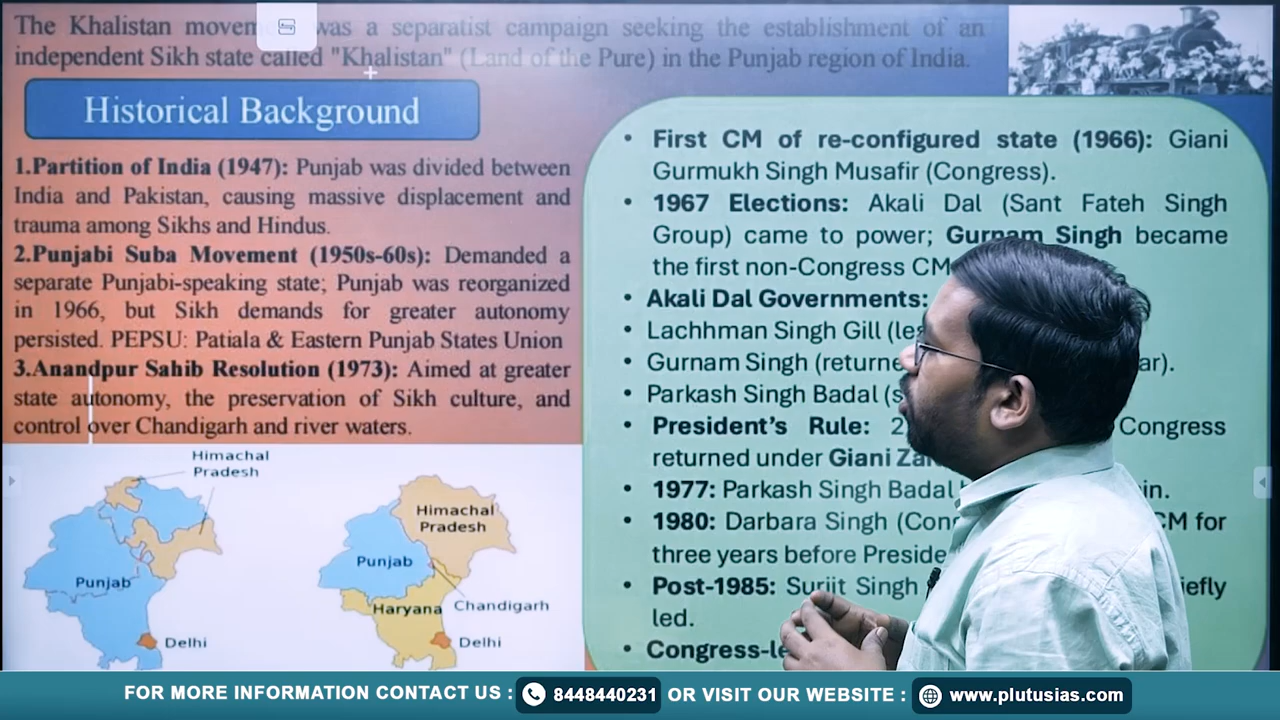 The Khalistan movem was a separatist campaign seeking the establishment of an
independent Sikh state called "Khalistan" (Land of the Pure) in the Punjab region of India.
Historical Background
1.Partition of India (1947): Punjab was divided between
India and Pakistan, causing massive displacement and
trauma among Sikhs and Hindus.
2.Punjabi Suba Movement (1950s-60s): Demanded a
separate Punjabi-speaking state; Punjab was reorganized
in 1966, but Sikh demands for greater autonomy
persisted. PEPSU: Patiala & Eastern Punjab States Union
3.Anandpur Sahib Resolution (1973): Aimed at greater
state autonomy, the preservation of Sikh culture, and
control over Chandigarh and river waters.
Himachal
Pradesh
Punjab
Delhi
Himachal
Pradesh
Punjab
Haryana
Chandigarh
Delhi
• First CM of re-configured state (1966): Giani
Gurmukh Singh Musafir (Congress).
• 1967 Elections: Akali Dal (Sant Fateh Singh
Group) came to power; Gurnam Singh became
the first non-Congress CM
• Akali Dal Governments:
• Lachhman Singh Gill
• Gurnam Singh (returne ar).
• Parkash Singh Badal
• President's Rule: Congress
returned under Giani
• 1977: Parkash Singh Badal in.
• 1980: Darbara Singh CM for
three years before
• Post-1985: Surjit Singh iefly
led.
• Congress-le
FOR MORE INFORMATION CONTACT US : 8448440231 OR VISIT OUR WEBSITE : www.plutusias.com